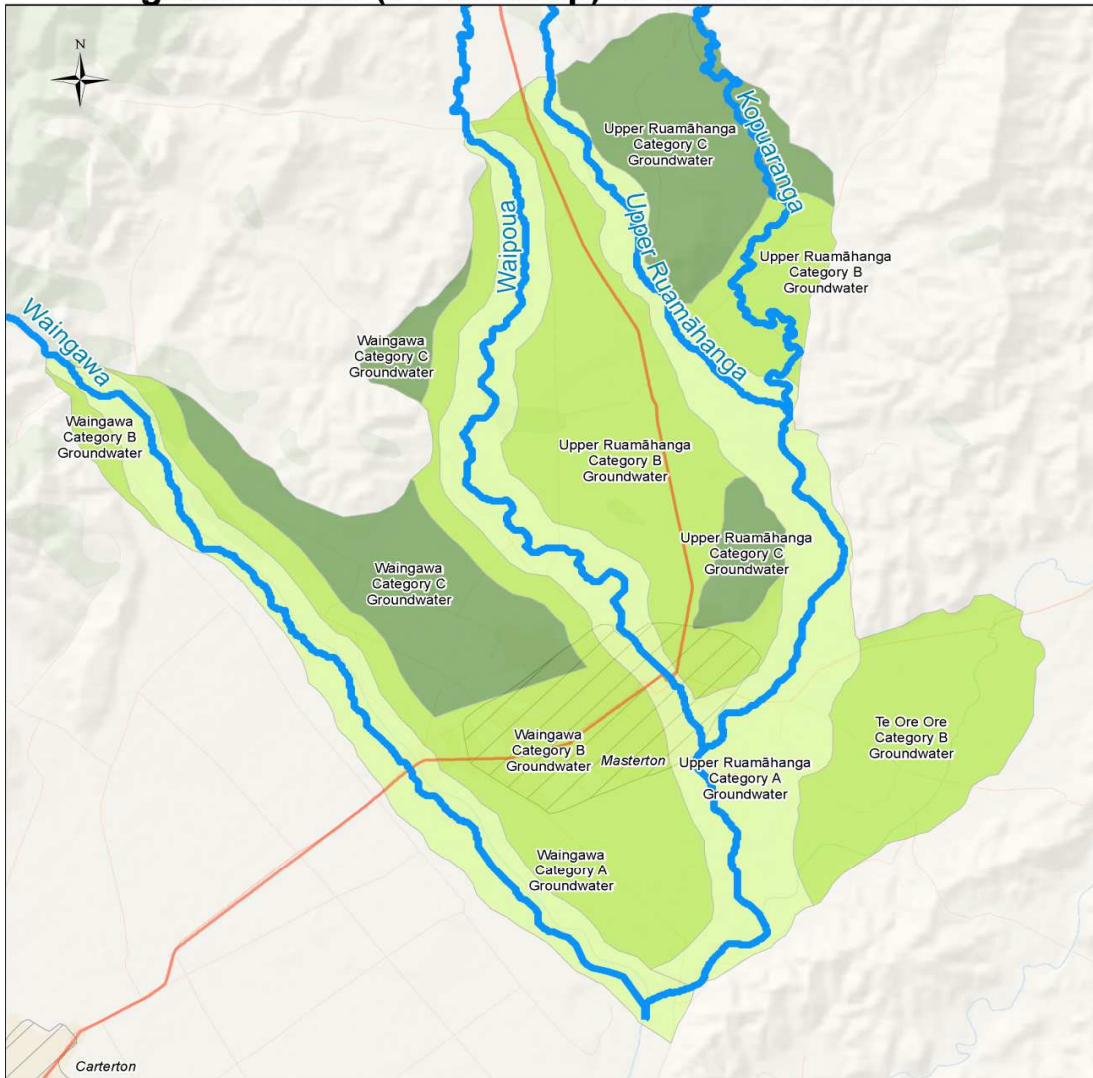 N
Kopuaranga
Upper Ruamāhanga
Category C
Groundwater
Waipoua
Upper Ruamāhanga
Upper Ruamāhanga
Category B
Groundwater
Waingawa
Waingawa
Category C
Groundwater
Waingawa
Category B
Groundwater
Upper Ruamāhanga
Category B
Groundwater
Upper Ruamāhanga
Category C
Groundwater
Waingawa
Category C
Groundwater
Te Ore Ore
Category B
Groundwater
Waingawa
Category B
Groundwater
Masterton
Upper Ruamāhanga
Category A
Groundwater
Waingawa
Category A
Groundwater
Carterton